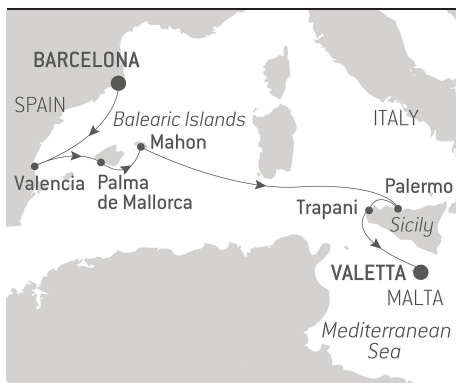 BARCELONA
SPAIN
Balearic Islands
ITALY
Mahon
Valencia
Palma
de Mallorca
Palermo
Trapani
Sicily
VALETTA
MALTA
Mediterranean
Sea